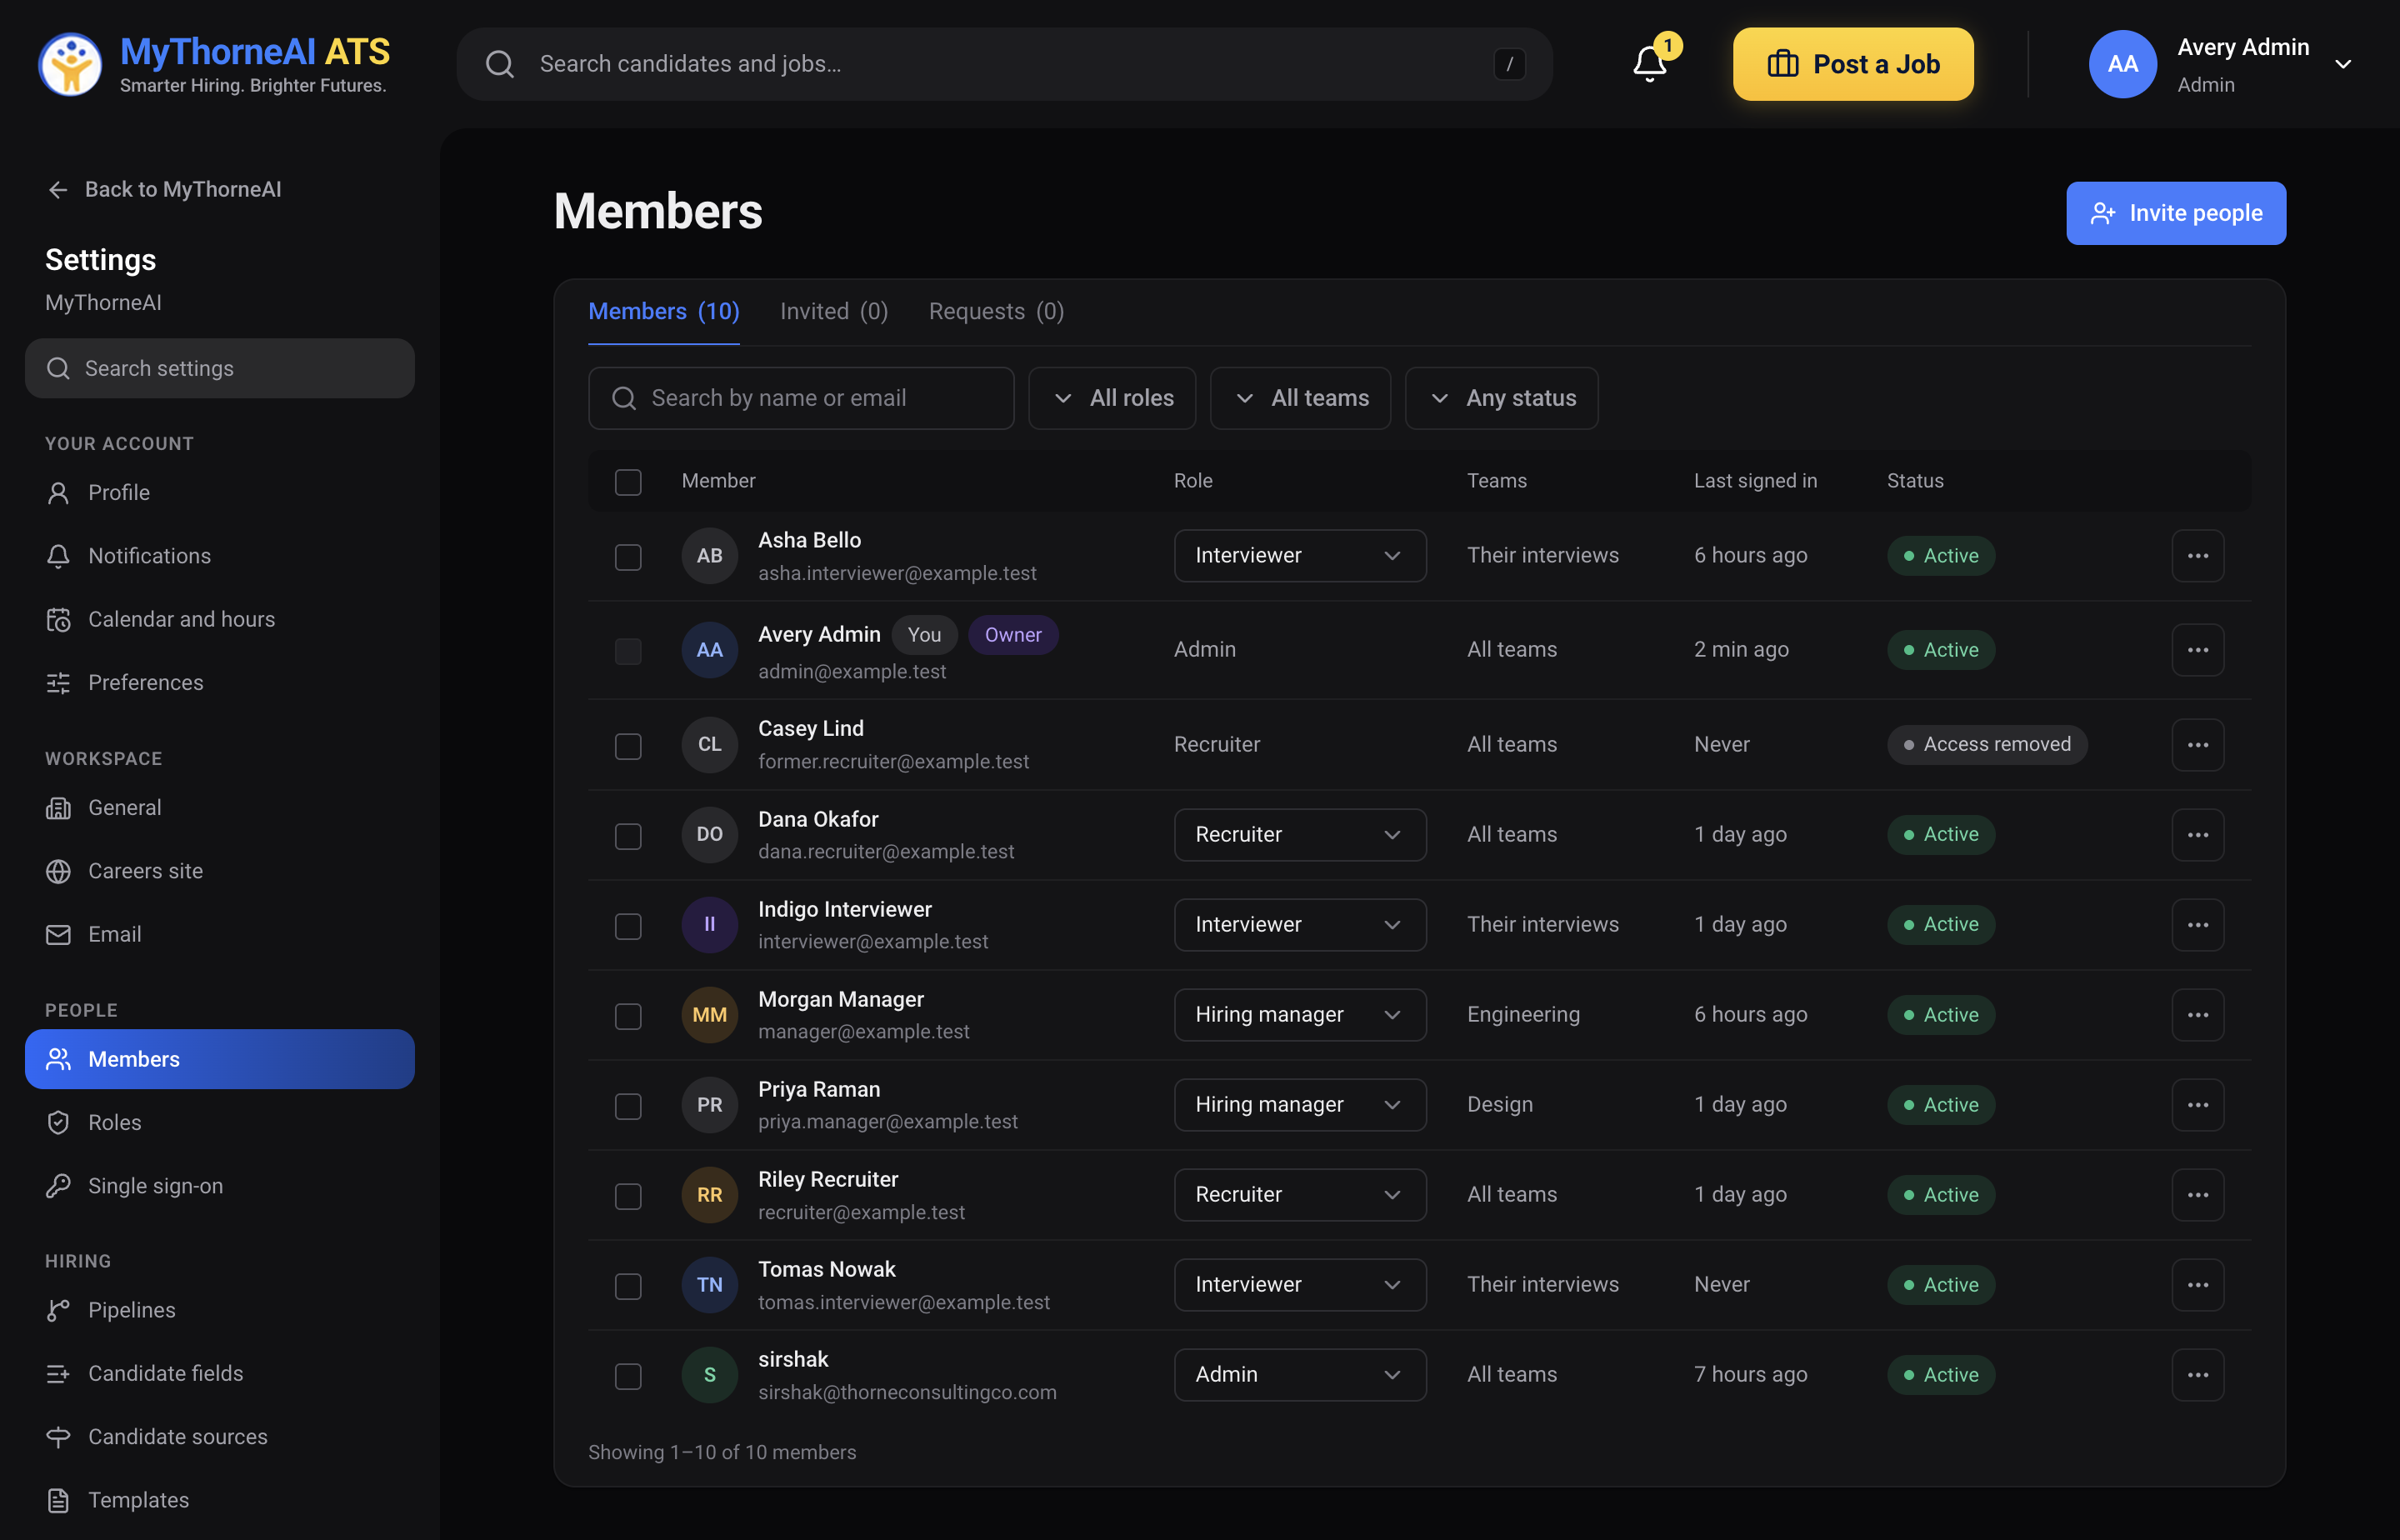 MyThorneAI ATS
Smarter Hiring. Brighter Futures.
Search candidates and jobs…
/
1
Post a Job
AA
Avery Admin
Admin
Back to MyThorneAI
Settings
MyThorneAI
Search settings
YOUR ACCOUNT
Profile
Notifications
Calendar and hours
Preferences
WORKSPACE
General
Careers site
Email
PEOPLE
Members
Roles
Single sign-on
HIRING
Pipelines
Candidate fields
Candidate sources
Templates
Members
Invite people
Members (10) Invited (0) Requests (0)
Search by name or email All roles All teams Any status
Member Role Teams Last signed in Status
AB Asha Bello Interviewer Their interviews 6 hours ago Active
asha.interviewer@example.test
AA Avery Admin You Owner Admin All teams 2 min ago Active
admin@example.test
CL Casey Lind Recruiter All teams Never Access removed
former.recruiter@example.test
DO Dana Okafor Recruiter All teams 1 day ago Active
dana.recruiter@example.test
II Indigo Interviewer Interviewer Their interviews 1 day ago Active
interviewer@example.test
MM Morgan Manager Hiring manager Engineering 6 hours ago Active
manager@example.test
PR Priya Raman Hiring manager Design 1 day ago Active
priya.manager@example.test
RR Riley Recruiter Recruiter All teams 1 day ago Active
recruiter@example.test
TN Tomas Nowak Interviewer Their interviews Never Active
tomas.interviewer@example.test
S sirshak Admin All teams 7 hours ago Active
sirshak@thorneconsultingco.com
Showing 1–10 of 10 members